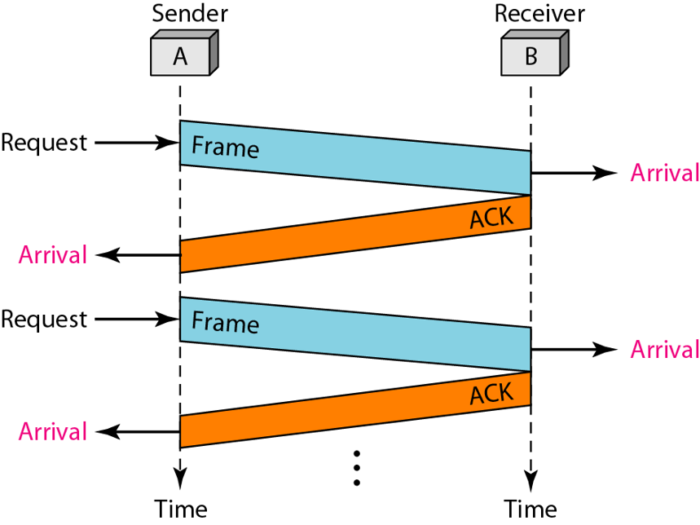 Sender
Receiver
A
B
Request
Frame
Arrival
ACK
Arrival
Request
Frame
Arrival
ACK
Arrival
Time
Time